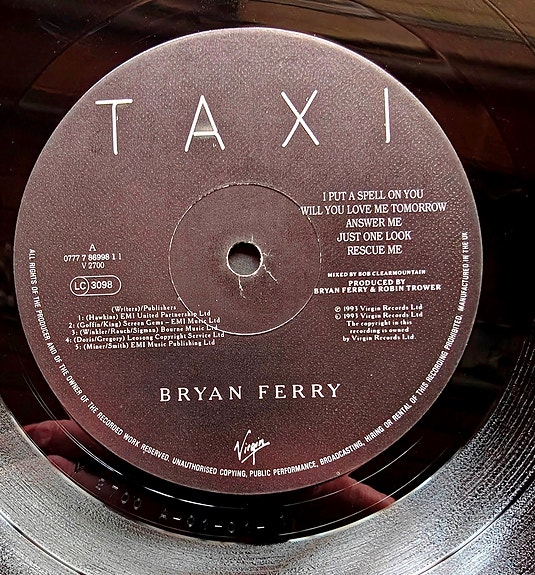 TAXI
I PUT A SPELL ON YOU
WILL YOU LOVE ME TOMORROW
ANSWER ME
JUST ONE LOOK
RESCUE ME
MIXED BY BOB CLEARMOUNTAIN
PRODUCED BY
BRYAN FERRY & ROBIN TROWER
℗ 1993 Virgin Records Ltd
© 1993 Virgin Records Ltd
The copyright in this
recording is owned
by Virgin Records Ltd.
A
0777 7 86998 1 1
V 2700
LC 3098
(Writers)/Publishers
1: (Hawkins) EMI United Partnership Ltd
2: (Goffin/King) Screen Gems – EMI Music Ltd
3: (Winkler/Rauch/Sigman) Bourne Music Ltd
4: (Doris/Gregory) Leosong Copyright Service Ltd
5: (Miner/Smith) EMI Music Publishing Ltd
BRYAN FERRY
Virgin
ALL RIGHTS OF THE PRODUCER AND OF THE OWNER OF THE RECORDED WORK RESERVED. UNAUTHORISED COPYING, PUBLIC PERFORMANCE, BROADCASTING, HIRING OR RENTAL OF THIS RECORDING PROHIBITED. MANUFACTURED IN THE UK